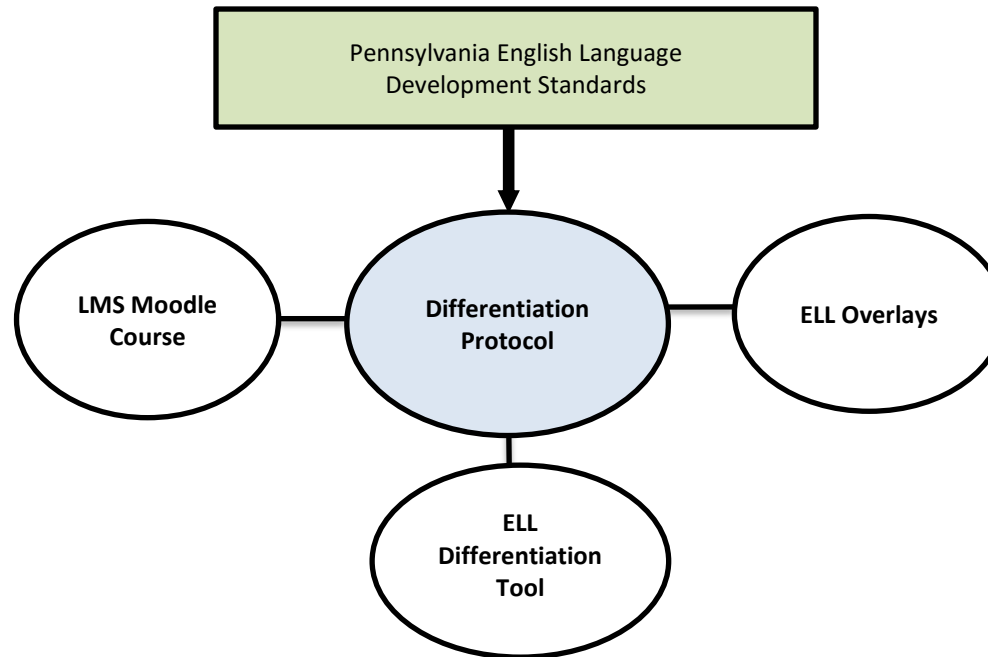 Pennsylvania English Language
Development Standards
LMS Moodle
Course
Differentiation
Protocol
ELL Overlays
ELL
Differentiation
Tool